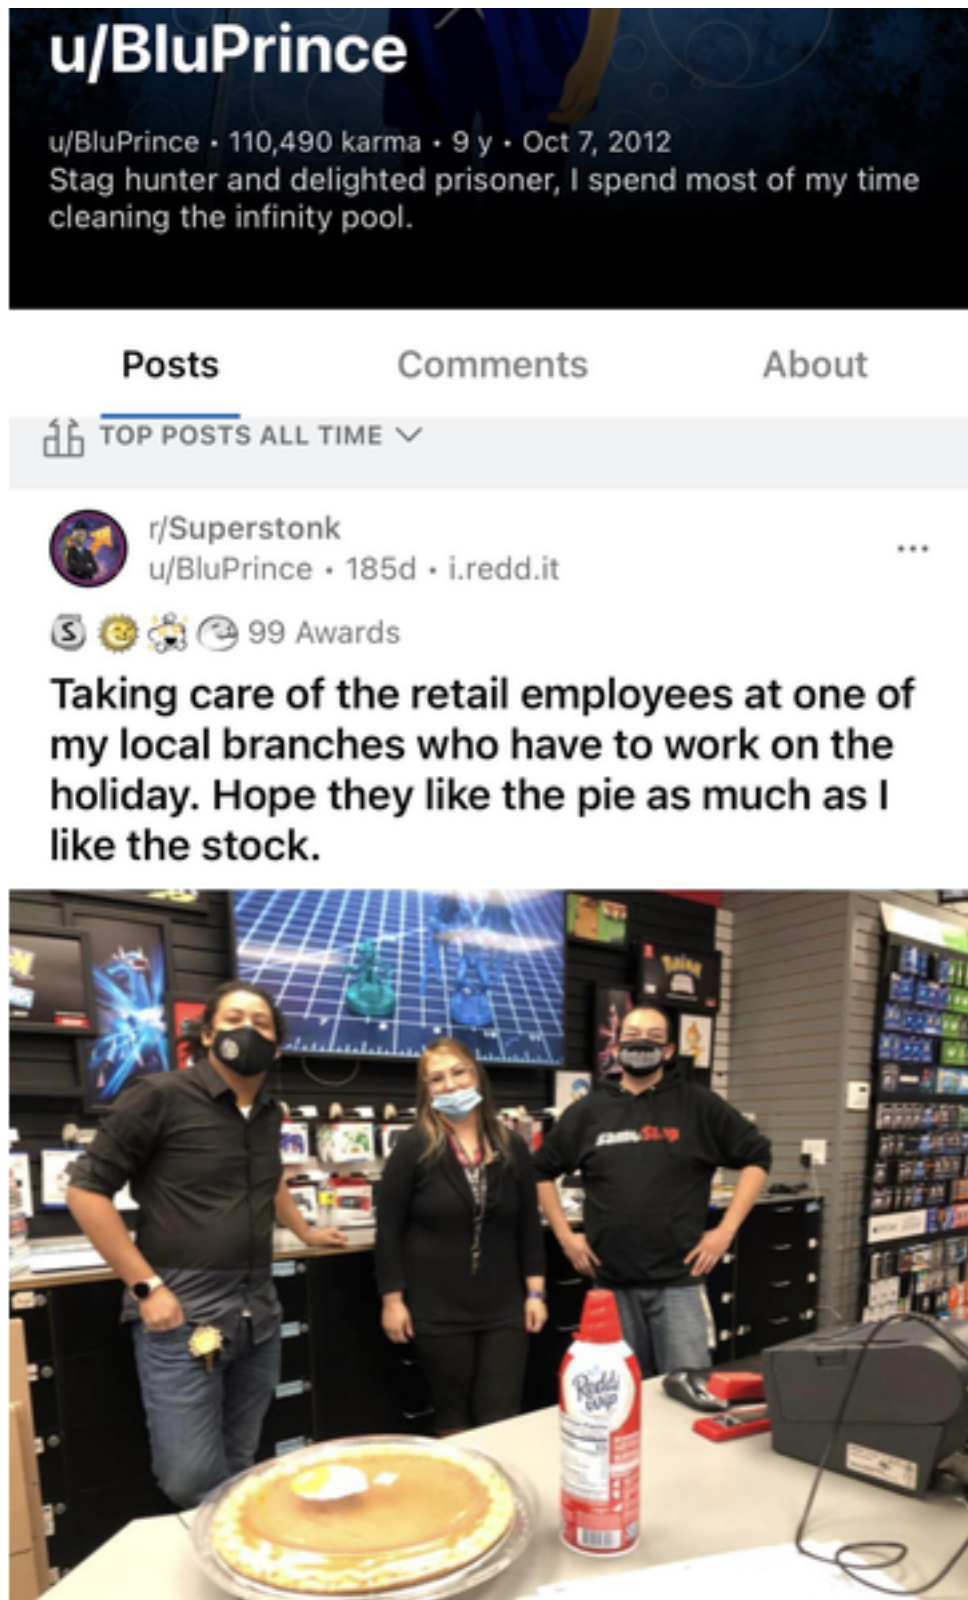 u/BluPrince
u/BluPrince • 110,490 karma • 9 y • Oct 7, 2012
Stag hunter and delighted prisoner, I spend most of my time
cleaning the infinity pool.
Posts Comments About
TOP POSTS ALL TIME
r/Superstonk
u/BluPrince • 185d • i.redd.it
99 Awards
Taking care of the retail employees at one of
my local branches who have to work on the
holiday. Hope they like the pie as much as I
like the stock.
GameStop
Reddi
wip